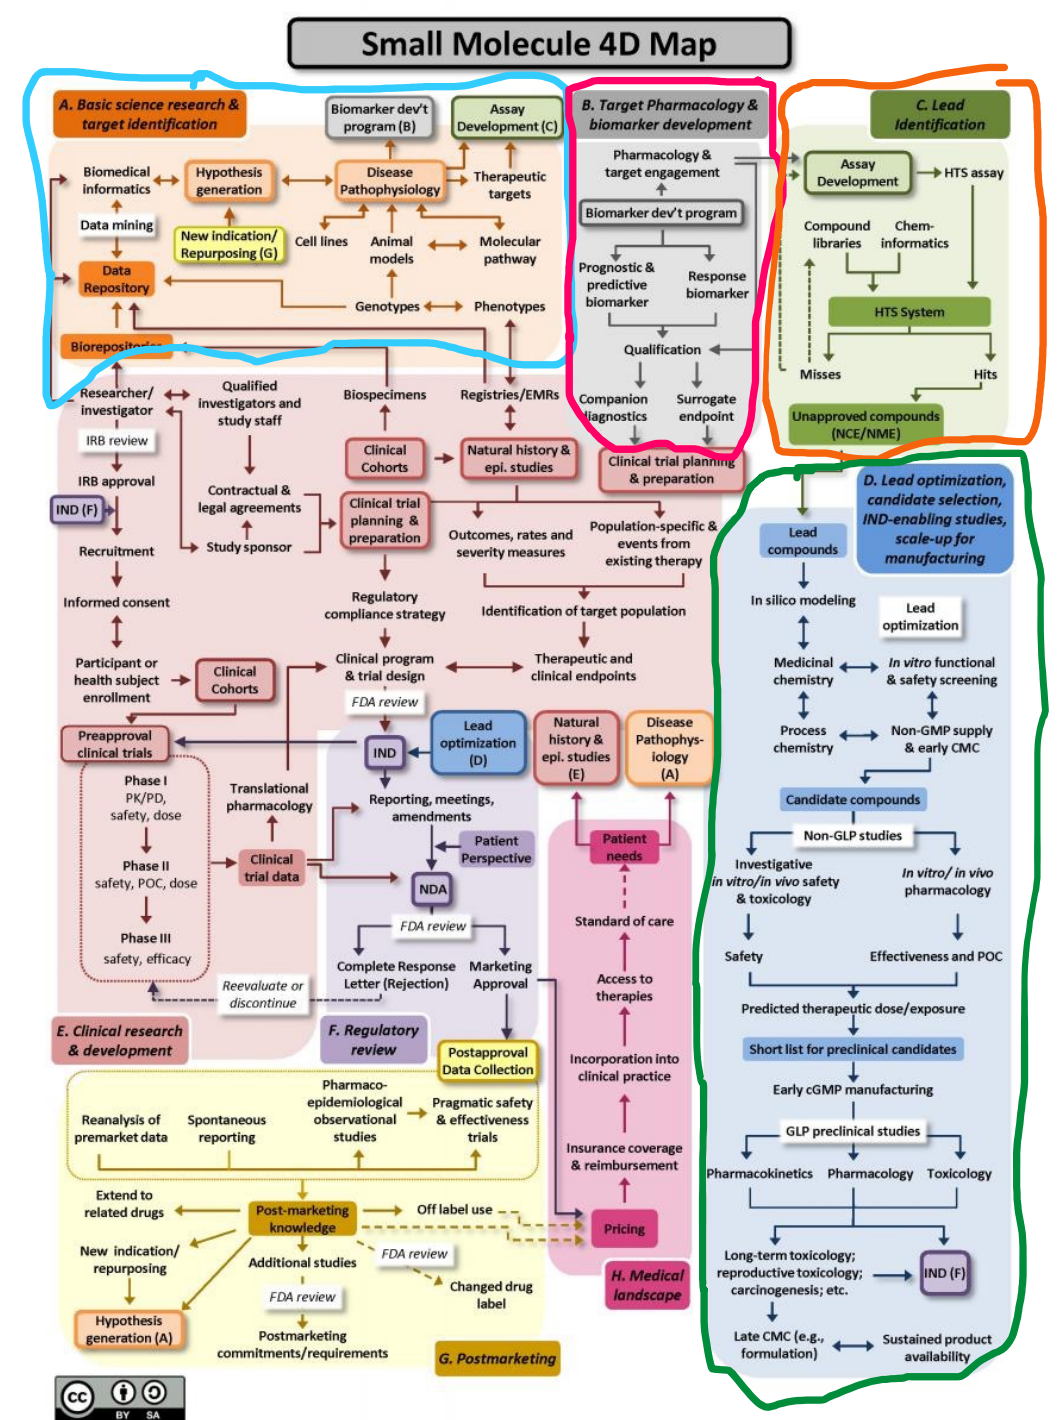 Small Molecule 4D Map
A. Basic science research &
target identification
Biomarker dev't
program (B)
Assay
Development (C)
Biomedical
informatics
Hypothesis
generation
Disease
Pathophysiology
Therapeutic
targets
Data mining
New indication/
Repurposing (G)
Cell lines
Animal
models
Molecular
pathway
Data
Repository
Genotypes
Phenotypes
Biorepositories
B. Target Pharmacology &
biomarker development
Pharmacology &
target engagement
Biomarker dev't program
Prognostic &
predictive
biomarker
Response
biomarker
Qualification
Companion
diagnostics
Surrogate
endpoint
Clinical trial planning
& preparation
C. Lead
Identification
Assay
Development
HTS assay
Compound
libraries
Chem-
informatics
HTS System
Misses
Hits
Unapproved compounds
(NCE/NME)
D. Lead optimization,
candidate selection,
IND-enabling studies,
scale-up for
manufacturing
Lead
compounds
In silico modeling
Lead
optimization
Medicinal
chemistry
In vitro functional
& safety screening
Process
chemistry
Non-GMP supply
& early CMC
Candidate compounds
Non-GLP studies
Investigative
in vitro/in vivo safety
& toxicology
In vitro/ in vivo
pharmacology
Safety
Effectiveness and POC
Predicted therapeutic dose/exposure
Short list for preclinical candidates
Early cGMP manufacturing
GLP preclinical studies
Pharmacokinetics
Pharmacology
Toxicology
Long-term toxicology;
reproductive toxicology;
carcinogenesis; etc.
IND (F)
Late CMC (e.g.,
formulation)
Sustained product
availability
Researcher/
investigator
Qualified
investigators and
study staff
Biospecimens
Registries/EMRs
IRB review
IRB approval
Clinical
Cohorts
Natural history &
epi. studies
IND (F)
Contractual &
legal agreements
Clinical trial
planning &
preparation
Study sponsor
Outcomes, rates and
severity measures
Population-specific &
events from
existing therapy
Recruitment
Informed consent
Regulatory
compliance strategy
Identification of target population
Participant or
health subject
enrollment
Clinical
Cohorts
Clinical program
& trial design
Therapeutic and
clinical endpoints
FDA review
Preapproval
clinical trials
Phase I
PK/PD,
safety, dose
Phase II
safety, POC, dose
Phase III
safety, efficacy
Translational
pharmacology
Clinical
trial data
IND
Lead
optimization
(D)
Natural
history &
epi. studies
(E)
Disease
Pathophys-
iology
(A)
Reporting, meetings,
amendments
Patient
Perspective
NDA
FDA review
Complete Response
Letter (Rejection)
Marketing
Approval
Reevaluate or
discontinue
E. Clinical research
& development
F. Regulatory
review
Patient
needs
Standard of care
Access to
therapies
Incorporation into
clinical practice
Insurance coverage
& reimbursement
Pricing
H. Medical
landscape
Postapproval
Data Collection
Reanalysis of
premarket data
Spontaneous
reporting
Pharmaco-
epidemiological
observational
studies
Pragmatic safety
& effectiveness
trials
Extend to
related drugs
Post-marketing
knowledge
Off label use
New indication/
repurposing
Additional studies
FDA review
Changed drug
label
FDA review
Hypothesis
generation (A)
Postmarketing
commitments/requirements
G. Postmarketing
cc
BY SA